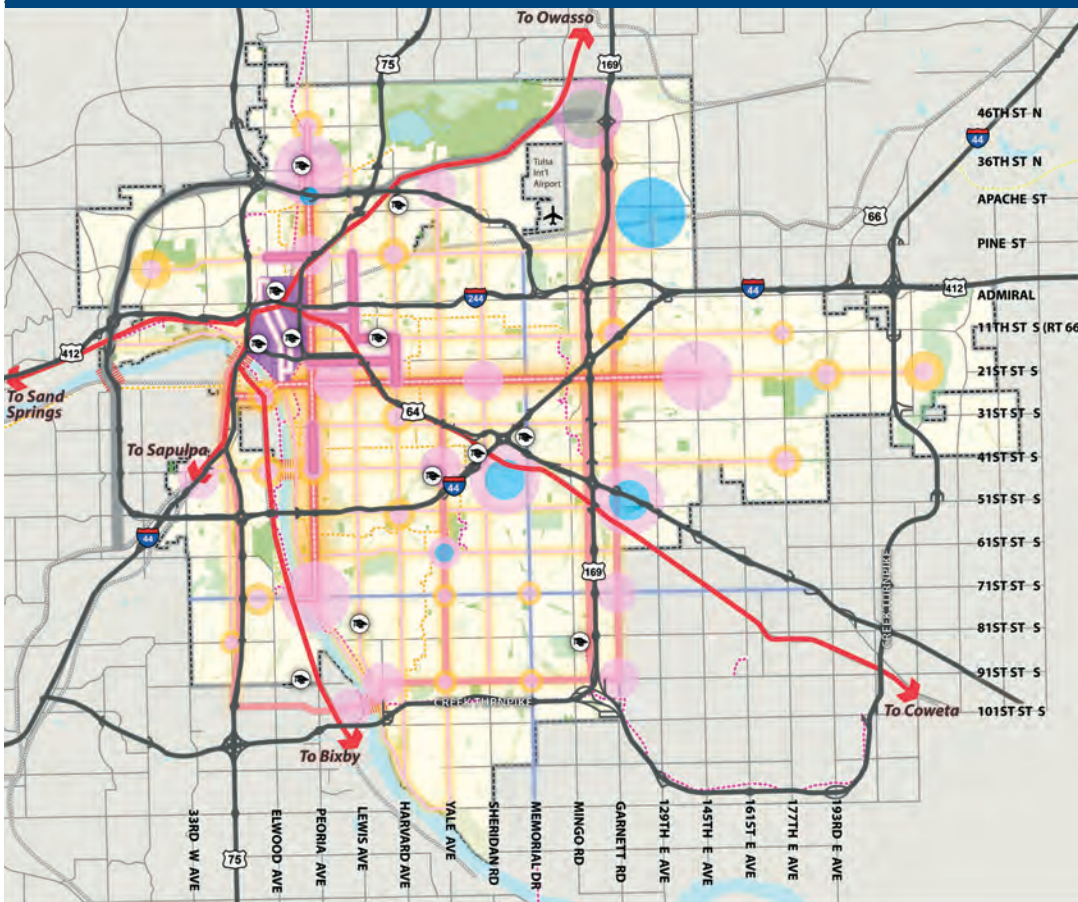 To Owasso
75
169
46TH ST N
44
36TH ST N
Tulsa
Int'l
Airport
APACHE ST
66
PINE ST
412
244
44
ADMIRAL
11TH ST S (RT 66
412
21ST ST S
To Sand
Springs
64
31ST ST S
To Sapulpa
41ST ST S
44
51ST ST S
44
61ST ST S
169
71ST ST S
CREEK TURNPIKE
81ST ST S
91ST ST S
CREEK TURNPIKE
101ST ST S
To Coweta
To Bixby
33RD W AVE
ELWOOD AVE
PEORIA AVE
LEWIS AVE
HARVARD AVE
YALE AVE
SHERIDAN RD
MEMORIAL DR
MINGO RD
GARNETT RD
129TH E AVE
145TH E AVE
161ST E AVE
177TH E AVE
193RD E AVE
75